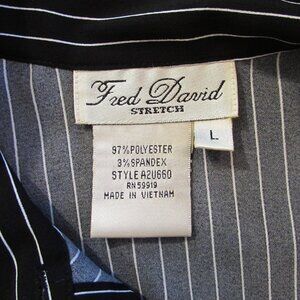 Fred David
STRETCH
L
97% POLYESTER
3% SPANDEX
STYLE A2U660
RN 59919
MADE IN VIETNAM